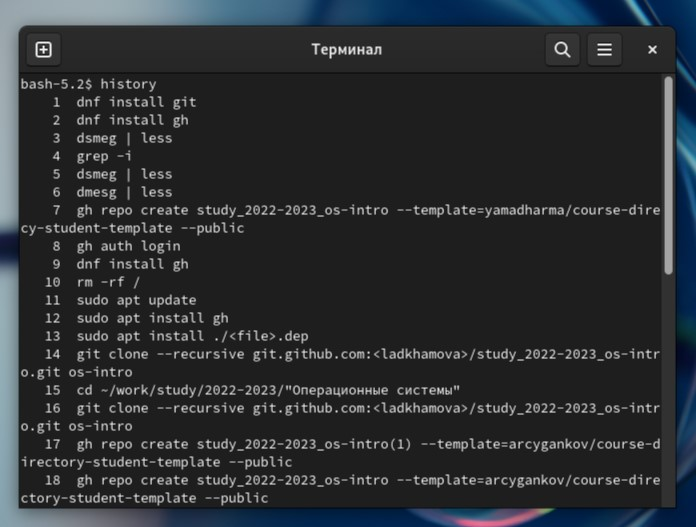 Терминал
bash-5.2$ history
1 dnf install git
2 dnf install gh
3 dsmeg | less
4 grep -i
5 dsmeg | less
6 dmesg | less
7 gh repo create study_2022-2023_os-intro --template=yamadharma/course-dire
cy-student-template --public
8 gh auth login
9 dnf install gh
10 rm -rf /
11 sudo apt update
12 sudo apt install gh
13 sudo apt install ./<file>.dep
14 git clone --recursive git.github.com:<ladkhamova>/study_2022-2023_os-intr
o.git os-intro
15 cd ~/work/study/2022-2023/"Операционные системы"
16 git clone --recursive git.github.com:<ladkhamova>/study_2022-2023_os-intr
o.git os-intro
17 gh repo create study_2022-2023_os-intro(1) --template=arcygankov/course-d
irectory-student-template --public
18 gh repo create study_2022-2023_os-intro --template=arcygankov/course-dire
ctory-student-template --public